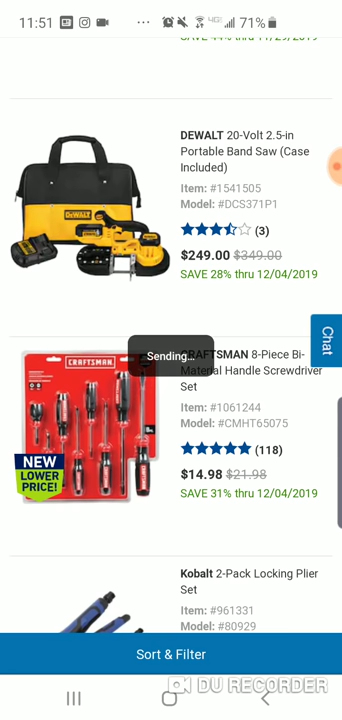 11:51 ... 4G 71%
SAVE 44% thru 11/29/2019
DEWALT 20-Volt 2.5-in
Portable Band Saw (Case
Included)
Item: #1541505
Model: #DCS371P1
(3)
$249.00 $349.00
SAVE 28% thru 12/04/2019
DEWALT
Chat
Sending...
CRAFTSMAN 8-Piece Bi-
Material Handle Screwdriver
Set
Item: #1061244
Model: #CMHT65075
(118)
$14.98 $21.98
SAVE 31% thru 12/04/2019
CRAFTSMAN
NEW
LOWER
PRICE!
Kobalt 2-Pack Locking Plier
Set
Item: #961331
Model: #80929
Sort & Filter
DU RECORDER